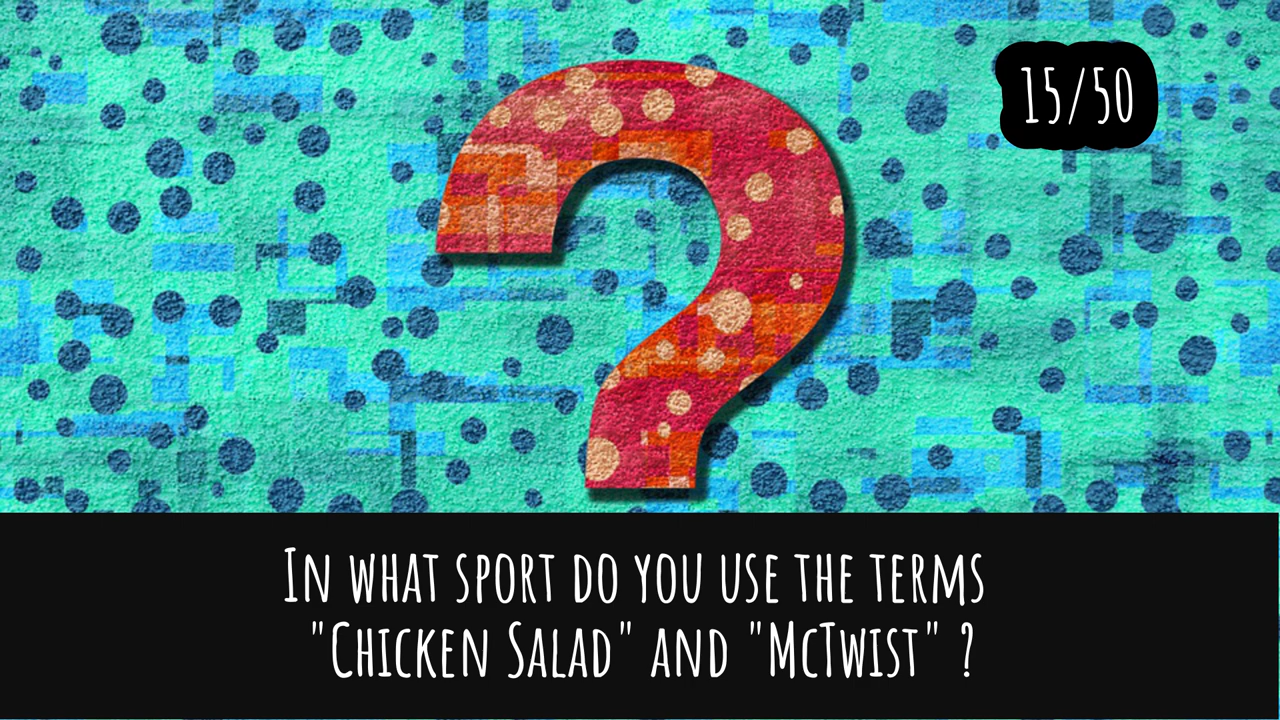 15/50
In what sport do you use the terms
"Chicken Salad" and "McTwist" ?